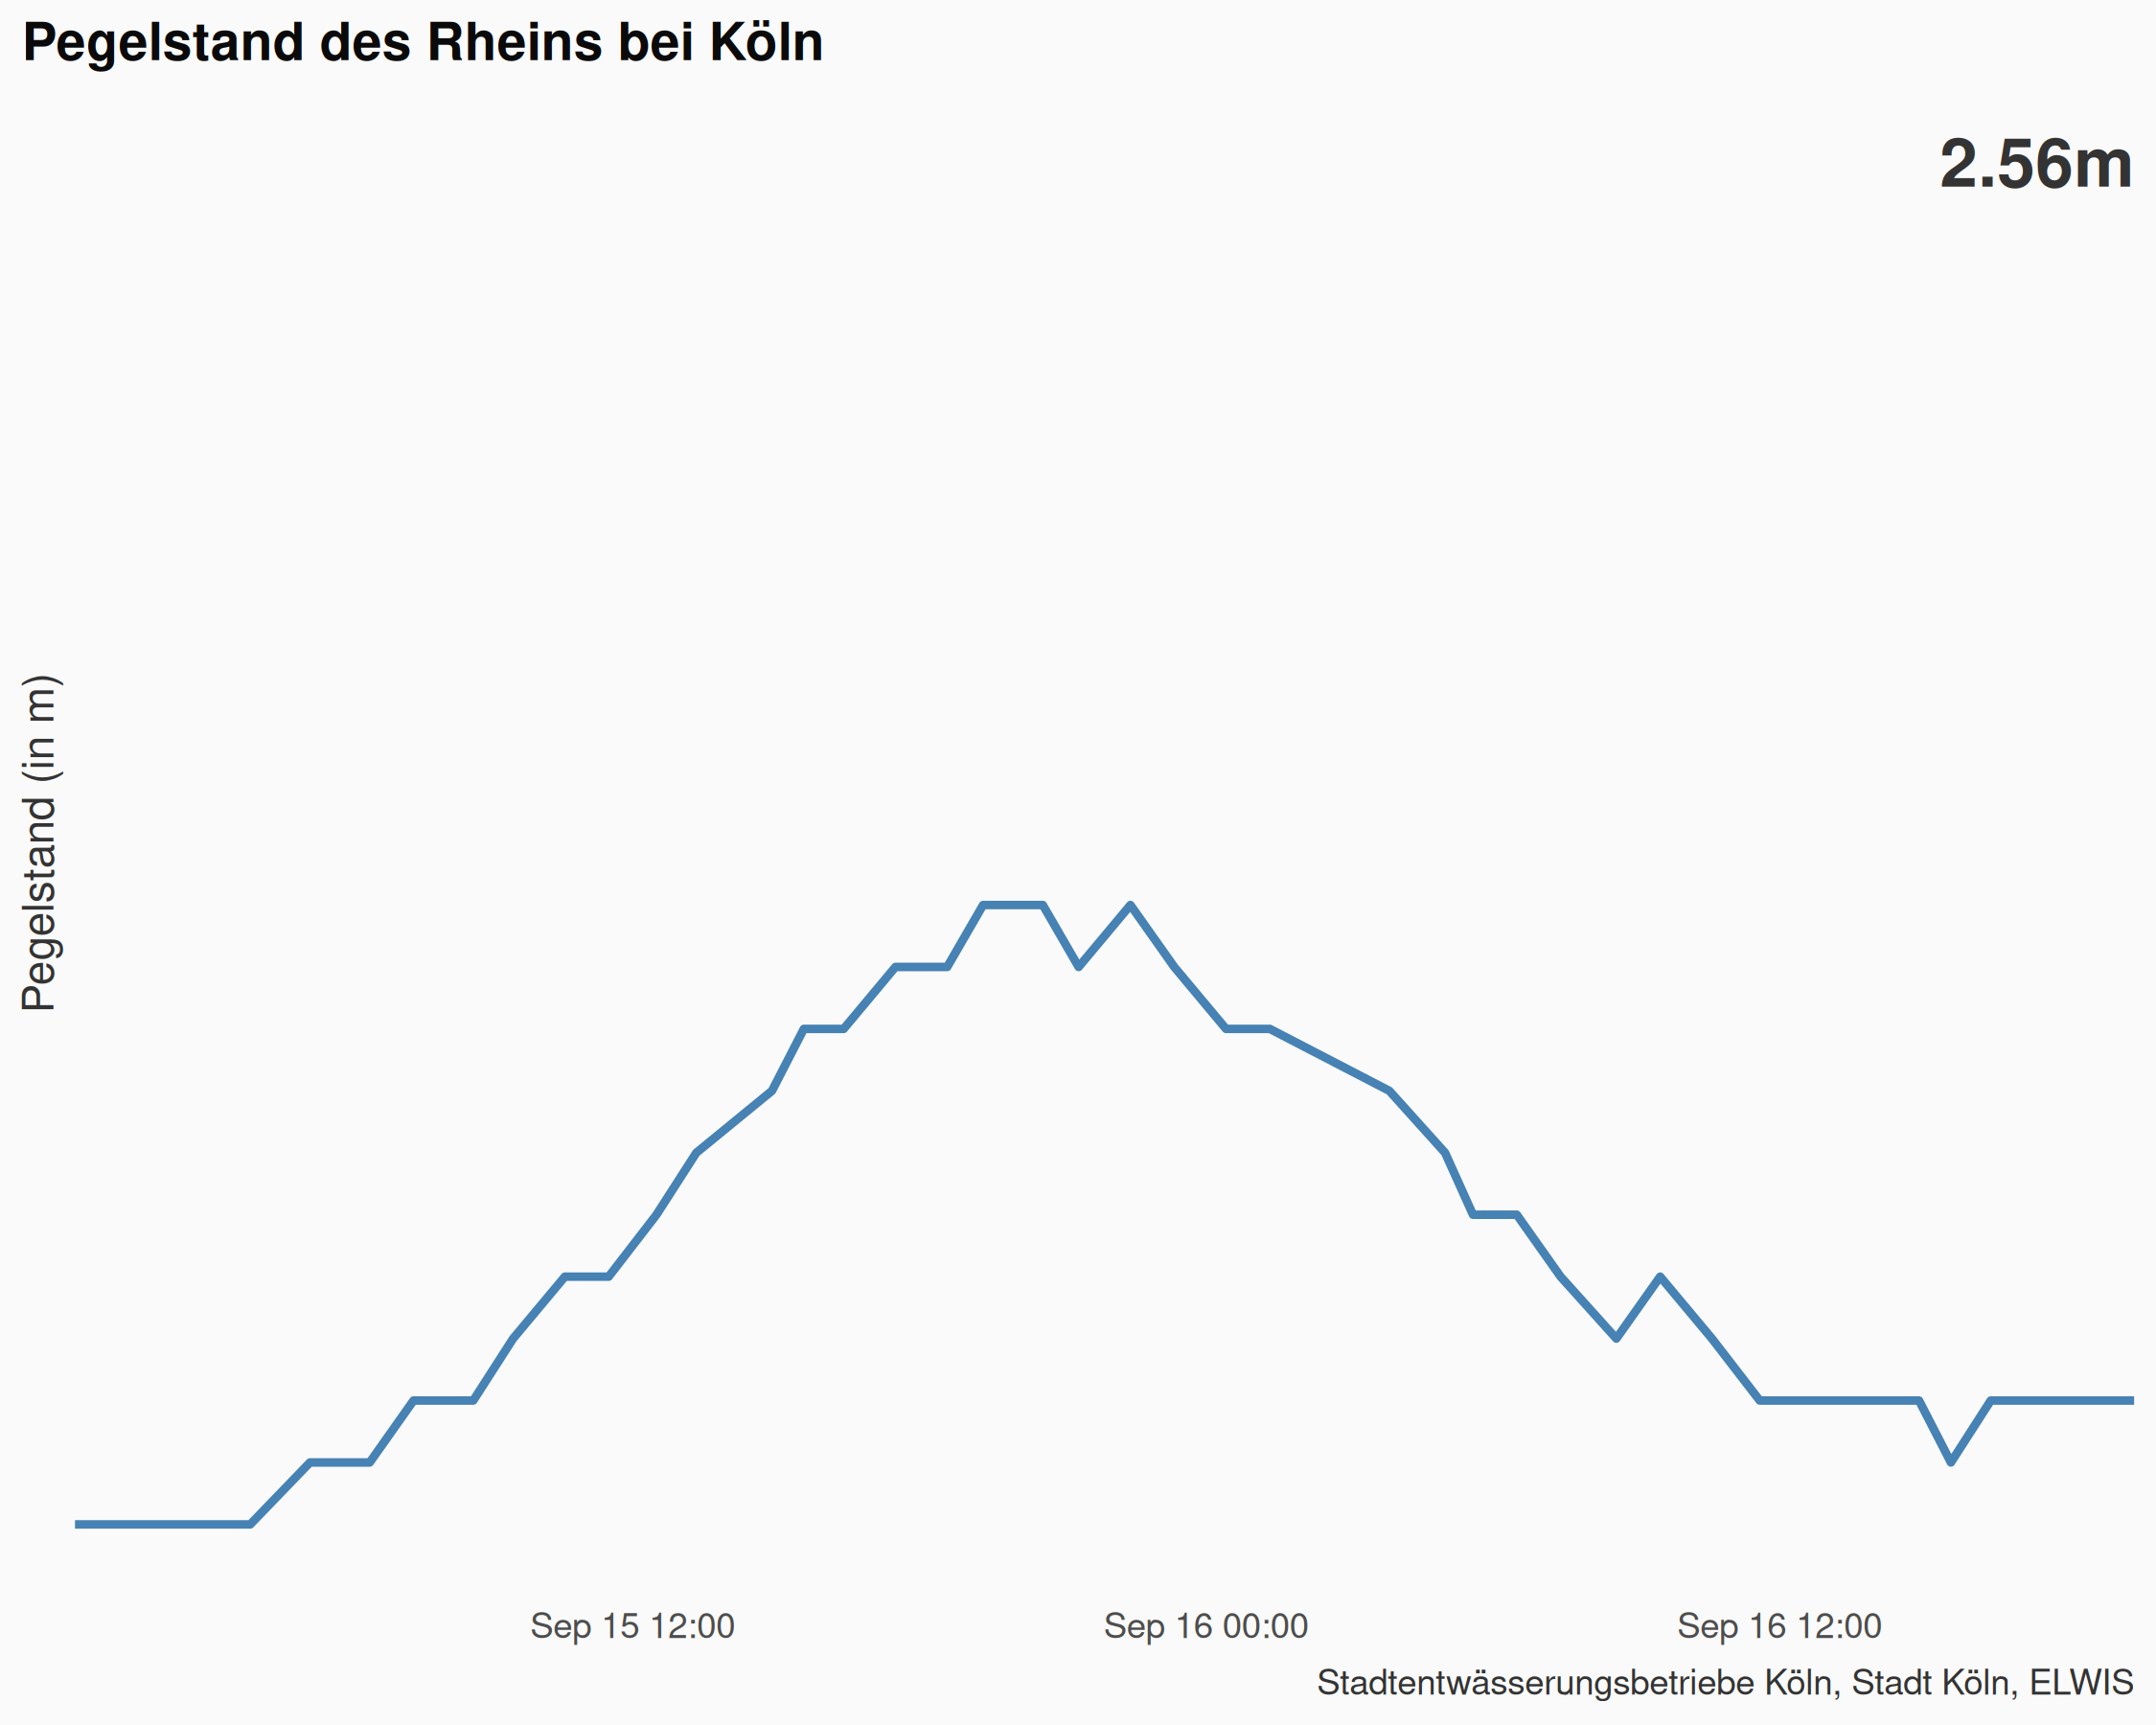 Pegelstand des Rheins bei Köln
2.56m
Pegelstand (in m)
Sep 15 12:00
Sep 16 00:00
Sep 16 12:00
Stadtentwässerungsbetriebe Köln, Stadt Köln, ELWIS